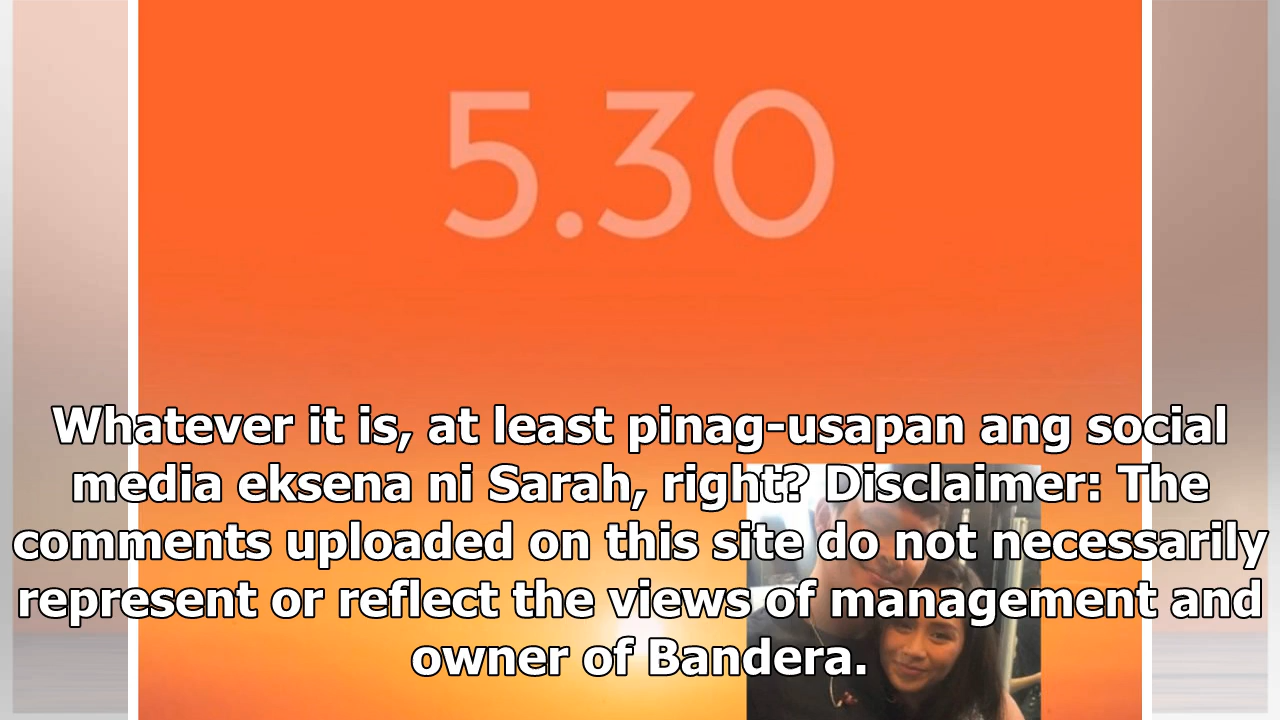 5.30
Whatever it is, at least pinag-usapan ang social
media eksena ni Sarah, right? Disclaimer: The
comments uploaded on this site do not necessarily
represent or reflect the views of management and
owner of Bandera.